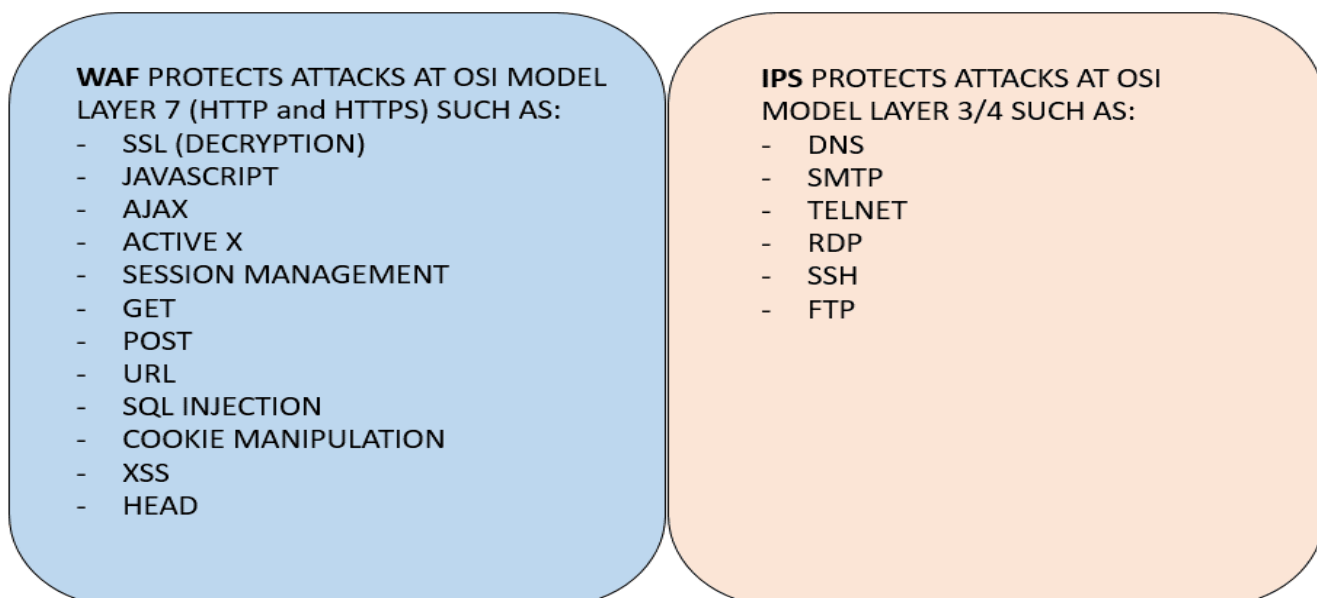 WAF PROTECTS ATTACKS AT OSI MODEL
LAYER 7 (HTTP and HTTPS) SUCH AS:
- SSL (DECRYPTION)
- JAVASCRIPT
- AJAX
- ACTIVE X
- SESSION MANAGEMENT
- GET
- POST
- URL
- SQL INJECTION
- COOKIE MANIPULATION
- XSS
- HEAD
IPS PROTECTS ATTACKS AT OSI
MODEL LAYER 3/4 SUCH AS:
- DNS
- SMTP
- TELNET
- RDP
- SSH
- FTP